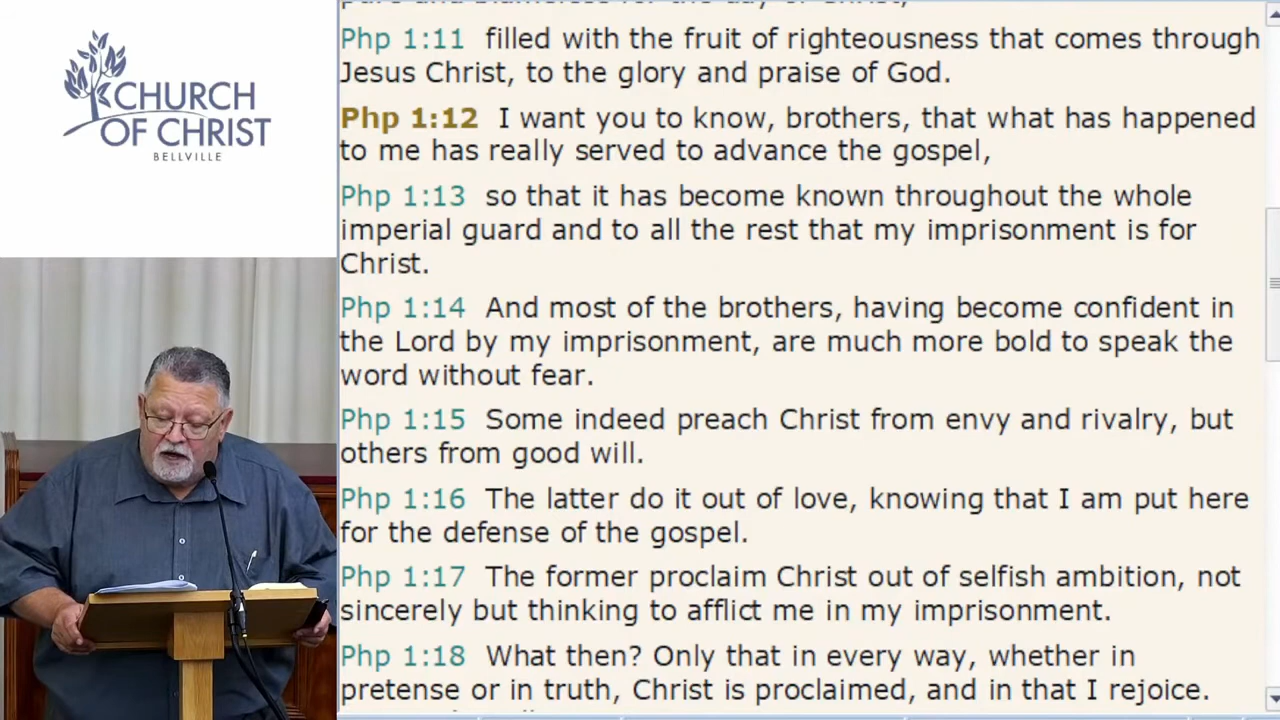 CHURCH
OF CHRIST
BELLVILLE
Php 1:11 filled with the fruit of righteousness that comes through
Jesus Christ, to the glory and praise of God.
Php 1:12 I want you to know, brothers, that what has happened
to me has really served to advance the gospel,
Php 1:13 so that it has become known throughout the whole
imperial guard and to all the rest that my imprisonment is for
Christ.
Php 1:14 And most of the brothers, having become confident in
the Lord by my imprisonment, are much more bold to speak the
word without fear.
Php 1:15 Some indeed preach Christ from envy and rivalry, but
others from good will.
Php 1:16 The latter do it out of love, knowing that I am put here
for the defense of the gospel.
Php 1:17 The former proclaim Christ out of selfish ambition, not
sincerely but thinking to afflict me in my imprisonment.
Php 1:18 What then? Only that in every way, whether in
pretense or in truth, Christ is proclaimed, and in that I rejoice.